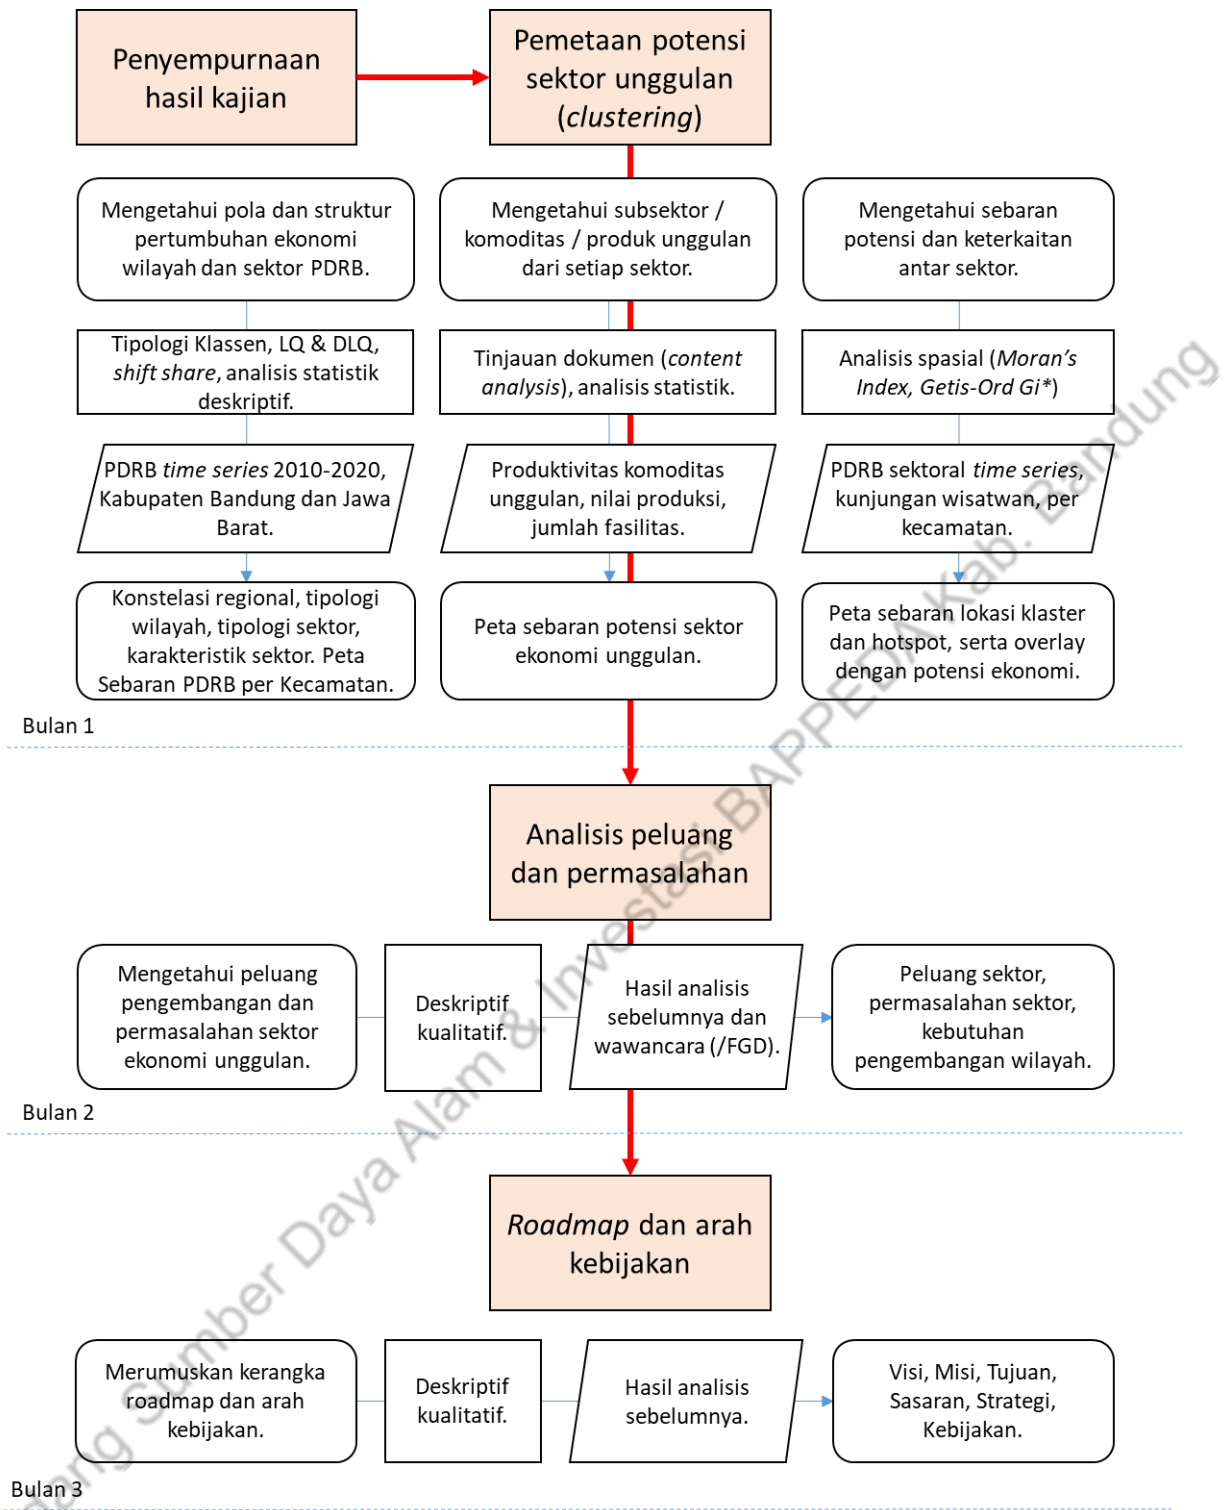 Penyempurnaan
hasil kajian
Pemetaan potensi
sektor unggulan
(clustering)
Mengetahui pola dan struktur
pertumbuhan ekonomi
wilayah dan sektor PDRB.
Mengetahui subsektor /
komoditas / produk unggulan
dari setiap sektor.
Mengetahui sebaran
potensi dan keterkaitan
antar sektor.
Tipologi Klassen, LQ & DLQ,
shift share, analisis statistik
deskriptif.
Tinjauan dokumen (content
analysis), analisis statistik.
Analisis spasial (Moran's
Index, Getis-Ord Gi*)
PDRB time series 2010-2020,
Kabupaten Bandung dan Jawa
Barat.
Produktivitas komoditas
unggulan, nilai produksi,
jumlah fasilitas.
PDRB sektoral time series,
kunjungan wisatwan, per
kecamatan.
Konstelasi regional, tipologi
wilayah, tipologi sektor,
karakteristik sektor. Peta
Sebaran PDRB per Kecamatan.
Peta sebaran potensi sektor
ekonomi unggulan.
Peta sebaran lokasi klaster
dan hotspot, serta overlay
dengan potensi ekonomi.
Bulan 1
Analisis peluang
dan permasalahan
Mengetahui peluang
pengembangan dan
permasalahan sektor
ekonomi unggulan.
Deskriptif
kualitatif.
Hasil analisis
sebelumnya dan
wawancara (/FGD).
Peluang sektor,
permasalahan sektor,
kebutuhan
pengembangan wilayah.
Bulan 2
Roadmap dan arah
kebijakan
Merumuskan kerangka
roadmap dan arah
kebijakan.
Deskriptif
kualitatif.
Hasil analisis
sebelumnya.
Visi, Misi, Tujuan,
Sasaran, Strategi,
Kebijakan.
Bulan 3
dang Sumber Daya Alam & Investasi BAPPEDA Kab. Bandung